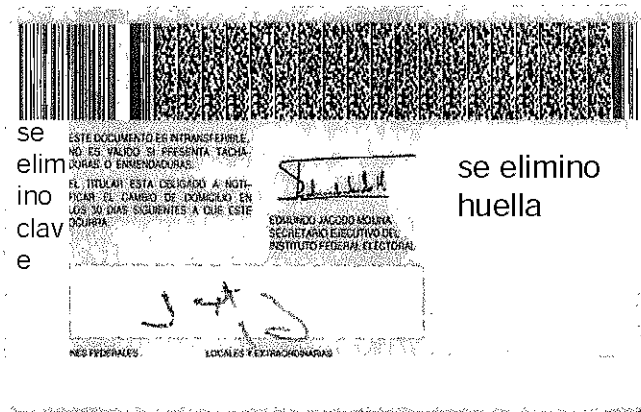 se
elim
ino
clav
e
ESTE DOCUMENTO ES INTRANSFERIBLE.
NO ES VALIDO SI PRESENTA TACHA-
DURAS O ENMENDADURAS.
EL TITULAR ESTA OBLIGADO A NOTI-
FICAR EL CAMBIO DE DOMICILIO EN
LOS 30 DIAS SIGUIENTES A QUE ESTE
OCURRA.
EDMUNDO JACOBO MOLINA
SECRETARIO EJECUTIVO DEL
INSTITUTO FEDERAL ELECTORAL
se elimino
huella
NES FEDERALES
LOCALES Y EXTRAORDINARIAS